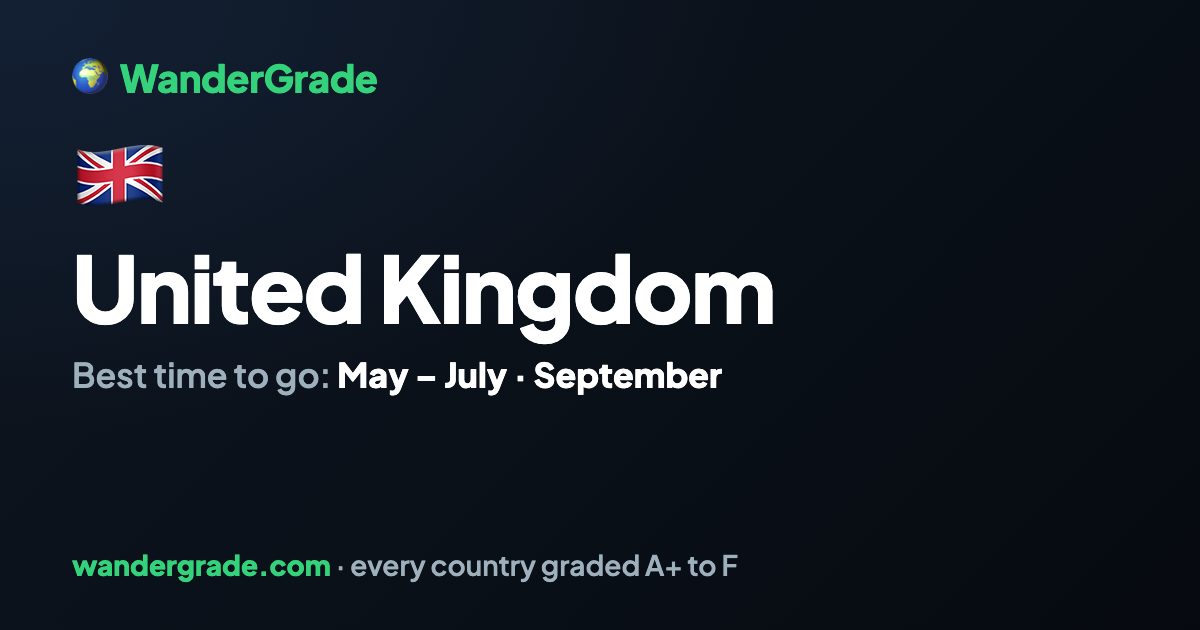 WanderGrade
United Kingdom
Best time to go: May – July · September
wandergrade.com · every country graded A+ to F